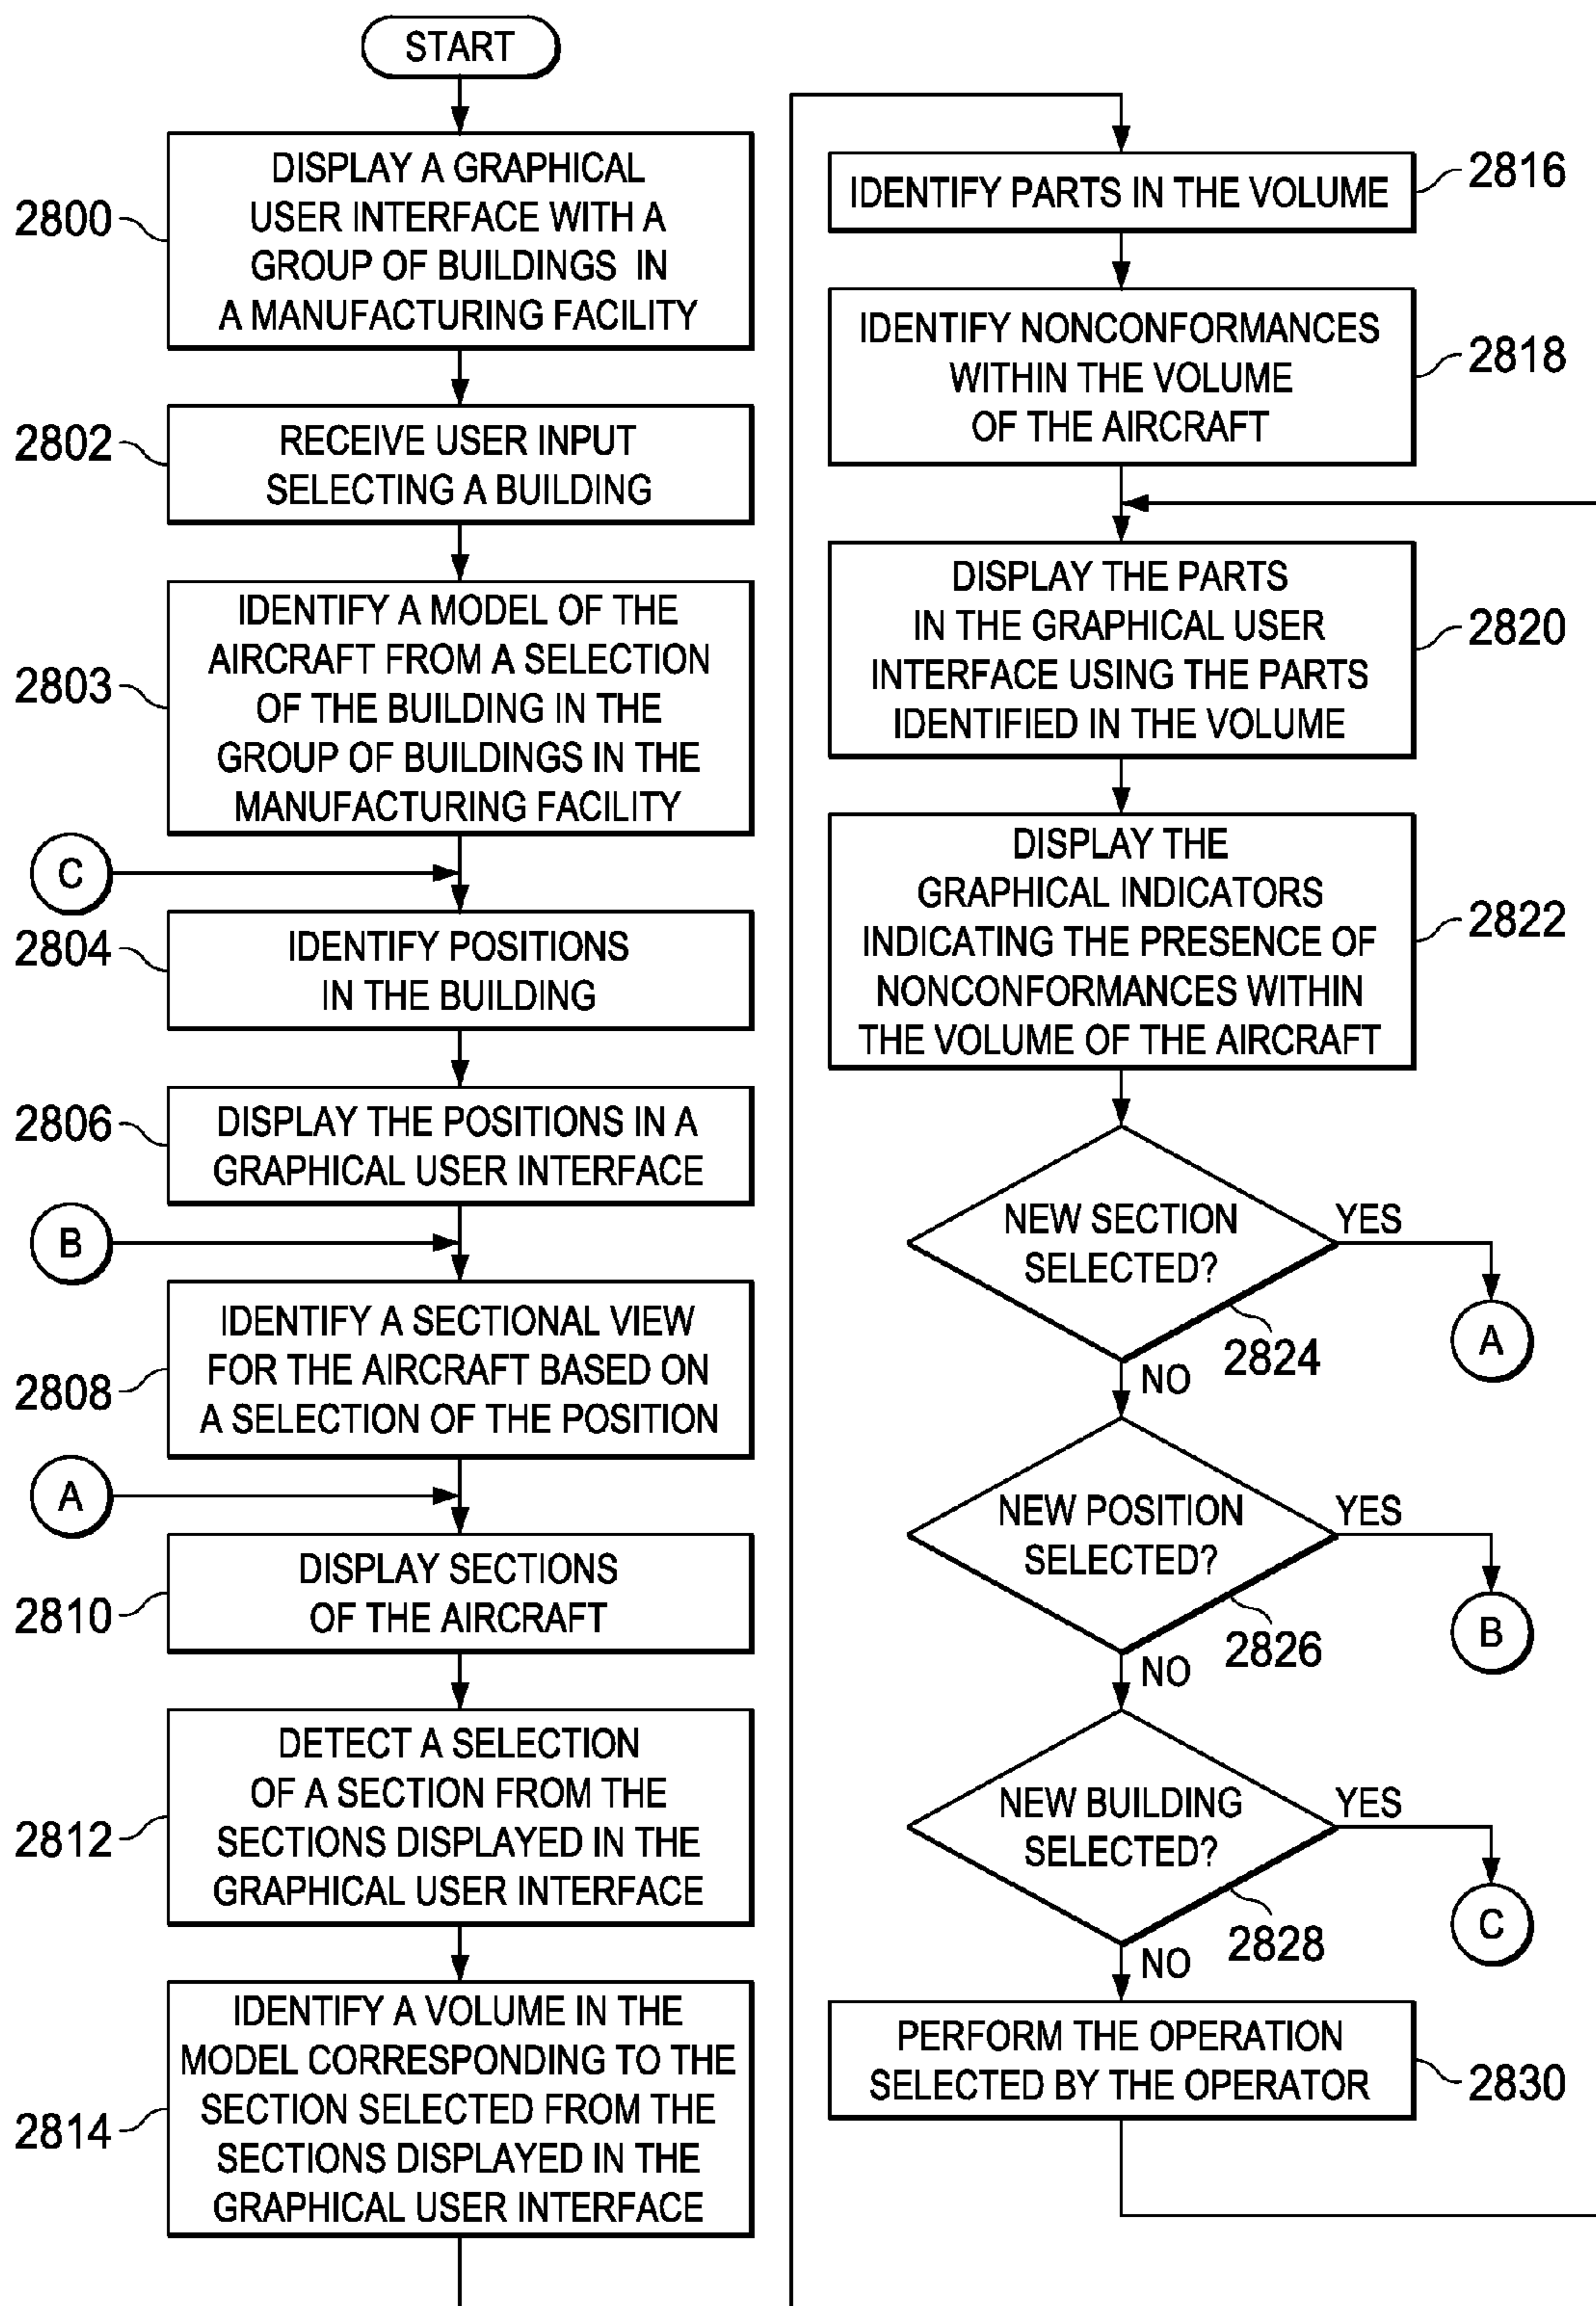 START
2800
DISPLAY A GRAPHICAL
USER INTERFACE WITH A
GROUP OF BUILDINGS IN
A MANUFACTURING FACILITY
2802
RECEIVE USER INPUT
SELECTING A BUILDING
2803
IDENTIFY A MODEL OF THE
AIRCRAFT FROM A SELECTION
OF THE BUILDING IN THE
GROUP OF BUILDINGS IN THE
MANUFACTURING FACILITY
C
2804
IDENTIFY POSITIONS
IN THE BUILDING
2806
DISPLAY THE POSITIONS IN A
GRAPHICAL USER INTERFACE
B
2808
IDENTIFY A SECTIONAL VIEW
FOR THE AIRCRAFT BASED ON
A SELECTION OF THE POSITION
A
2810
DISPLAY SECTIONS
OF THE AIRCRAFT
2812
DETECT A SELECTION
OF A SECTION FROM THE
SECTIONS DISPLAYED IN THE
GRAPHICAL USER INTERFACE
2814
IDENTIFY A VOLUME IN THE
MODEL CORRESPONDING TO THE
SECTION SELECTED FROM THE
SECTIONS DISPLAYED IN THE
GRAPHICAL USER INTERFACE
IDENTIFY PARTS IN THE VOLUME
2816
IDENTIFY NONCONFORMANCES
WITHIN THE VOLUME
OF THE AIRCRAFT
2818
DISPLAY THE PARTS
IN THE GRAPHICAL USER
INTERFACE USING THE PARTS
IDENTIFIED IN THE VOLUME
2820
DISPLAY THE
GRAPHICAL INDICATORS
INDICATING THE PRESENCE OF
NONCONFORMANCES WITHIN
THE VOLUME OF THE AIRCRAFT
2822
NEW SECTION
SELECTED?
YES
2824
A
NO
NEW POSITION
SELECTED?
YES
2826
B
NO
NEW BUILDING
SELECTED?
YES
2828
C
NO
PERFORM THE OPERATION
SELECTED BY THE OPERATOR
2830